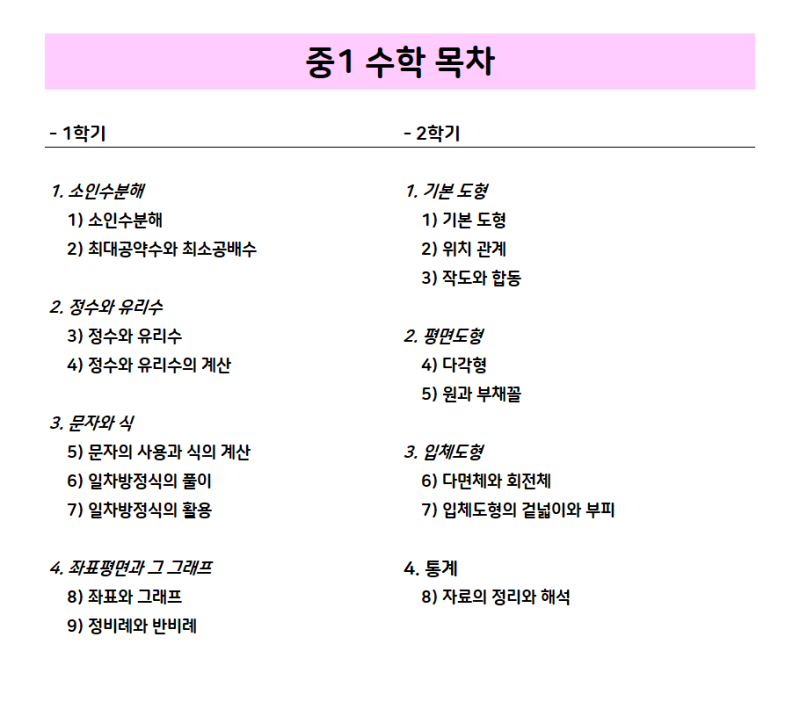 중1 수학 목차
- 1학기
1. 소인수분해
1) 소인수분해
2) 최대공약수와 최소공배수
2. 정수와 유리수
3) 정수와 유리수
4) 정수와 유리수의 계산
3. 문자와 식
5) 문자의 사용과 식의 계산
6) 일차방정식의 풀이
7) 일차방정식의 활용
4. 좌표평면과 그 그래프
8) 좌표와 그래프
9) 정비례와 반비례
- 2학기
1. 기본 도형
1) 기본 도형
2) 위치 관계
3) 작도와 합동
2. 평면도형
4) 다각형
5) 원과 부채꼴
3. 입체도형
6) 다면체와 회전체
7) 입체도형의 겉넓이와 부피
4. 통계
8) 자료의 정리와 해석